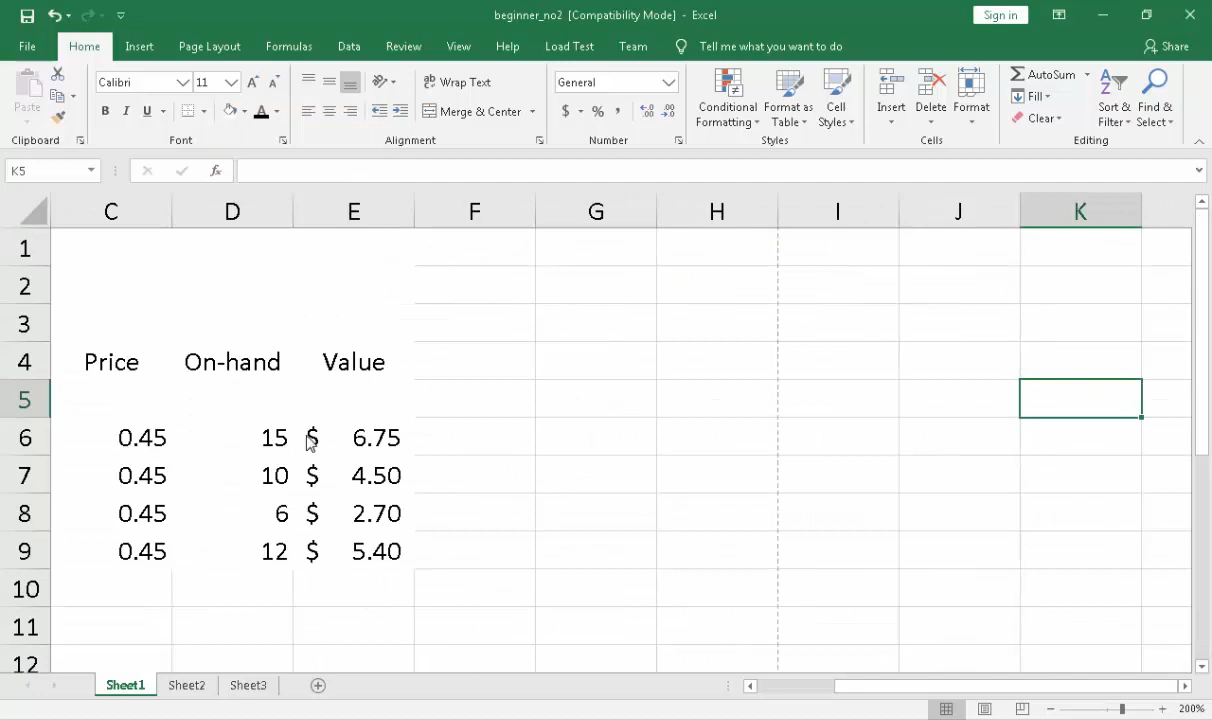 beginner_no2 [Compatibility Mode] - Excel
Sign in
File Home Insert Page Layout Formulas Data Review View Help Load Test Team Tell me what you want to do Share
Paste
Clipboard
Calibri 11
B I U
Font
Wrap Text
Merge & Center
Alignment
General
$ % ,
Number
Conditional Formatting
Format as Table
Cell Styles
Styles
Insert Delete Format
Cells
AutoSum
Fill
Clear
Sort & Filter
Find & Select
Editing
K5
fx
C D E F G H I J K
1
2
3
4 Price On-hand Value
5
6 0.45 15 $ 6.75
7 0.45 10 $ 4.50
8 0.45 6 $ 2.70
9 0.45 12 $ 5.40
10
11
12
Sheet1 Sheet2 Sheet3
200%